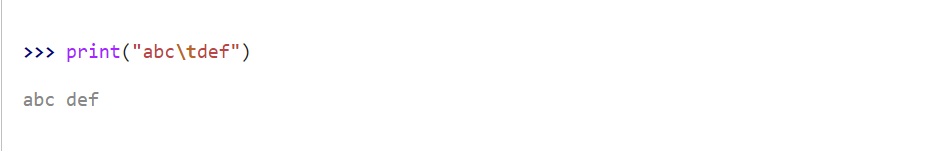 >>> print("abc\tdef")
abc def